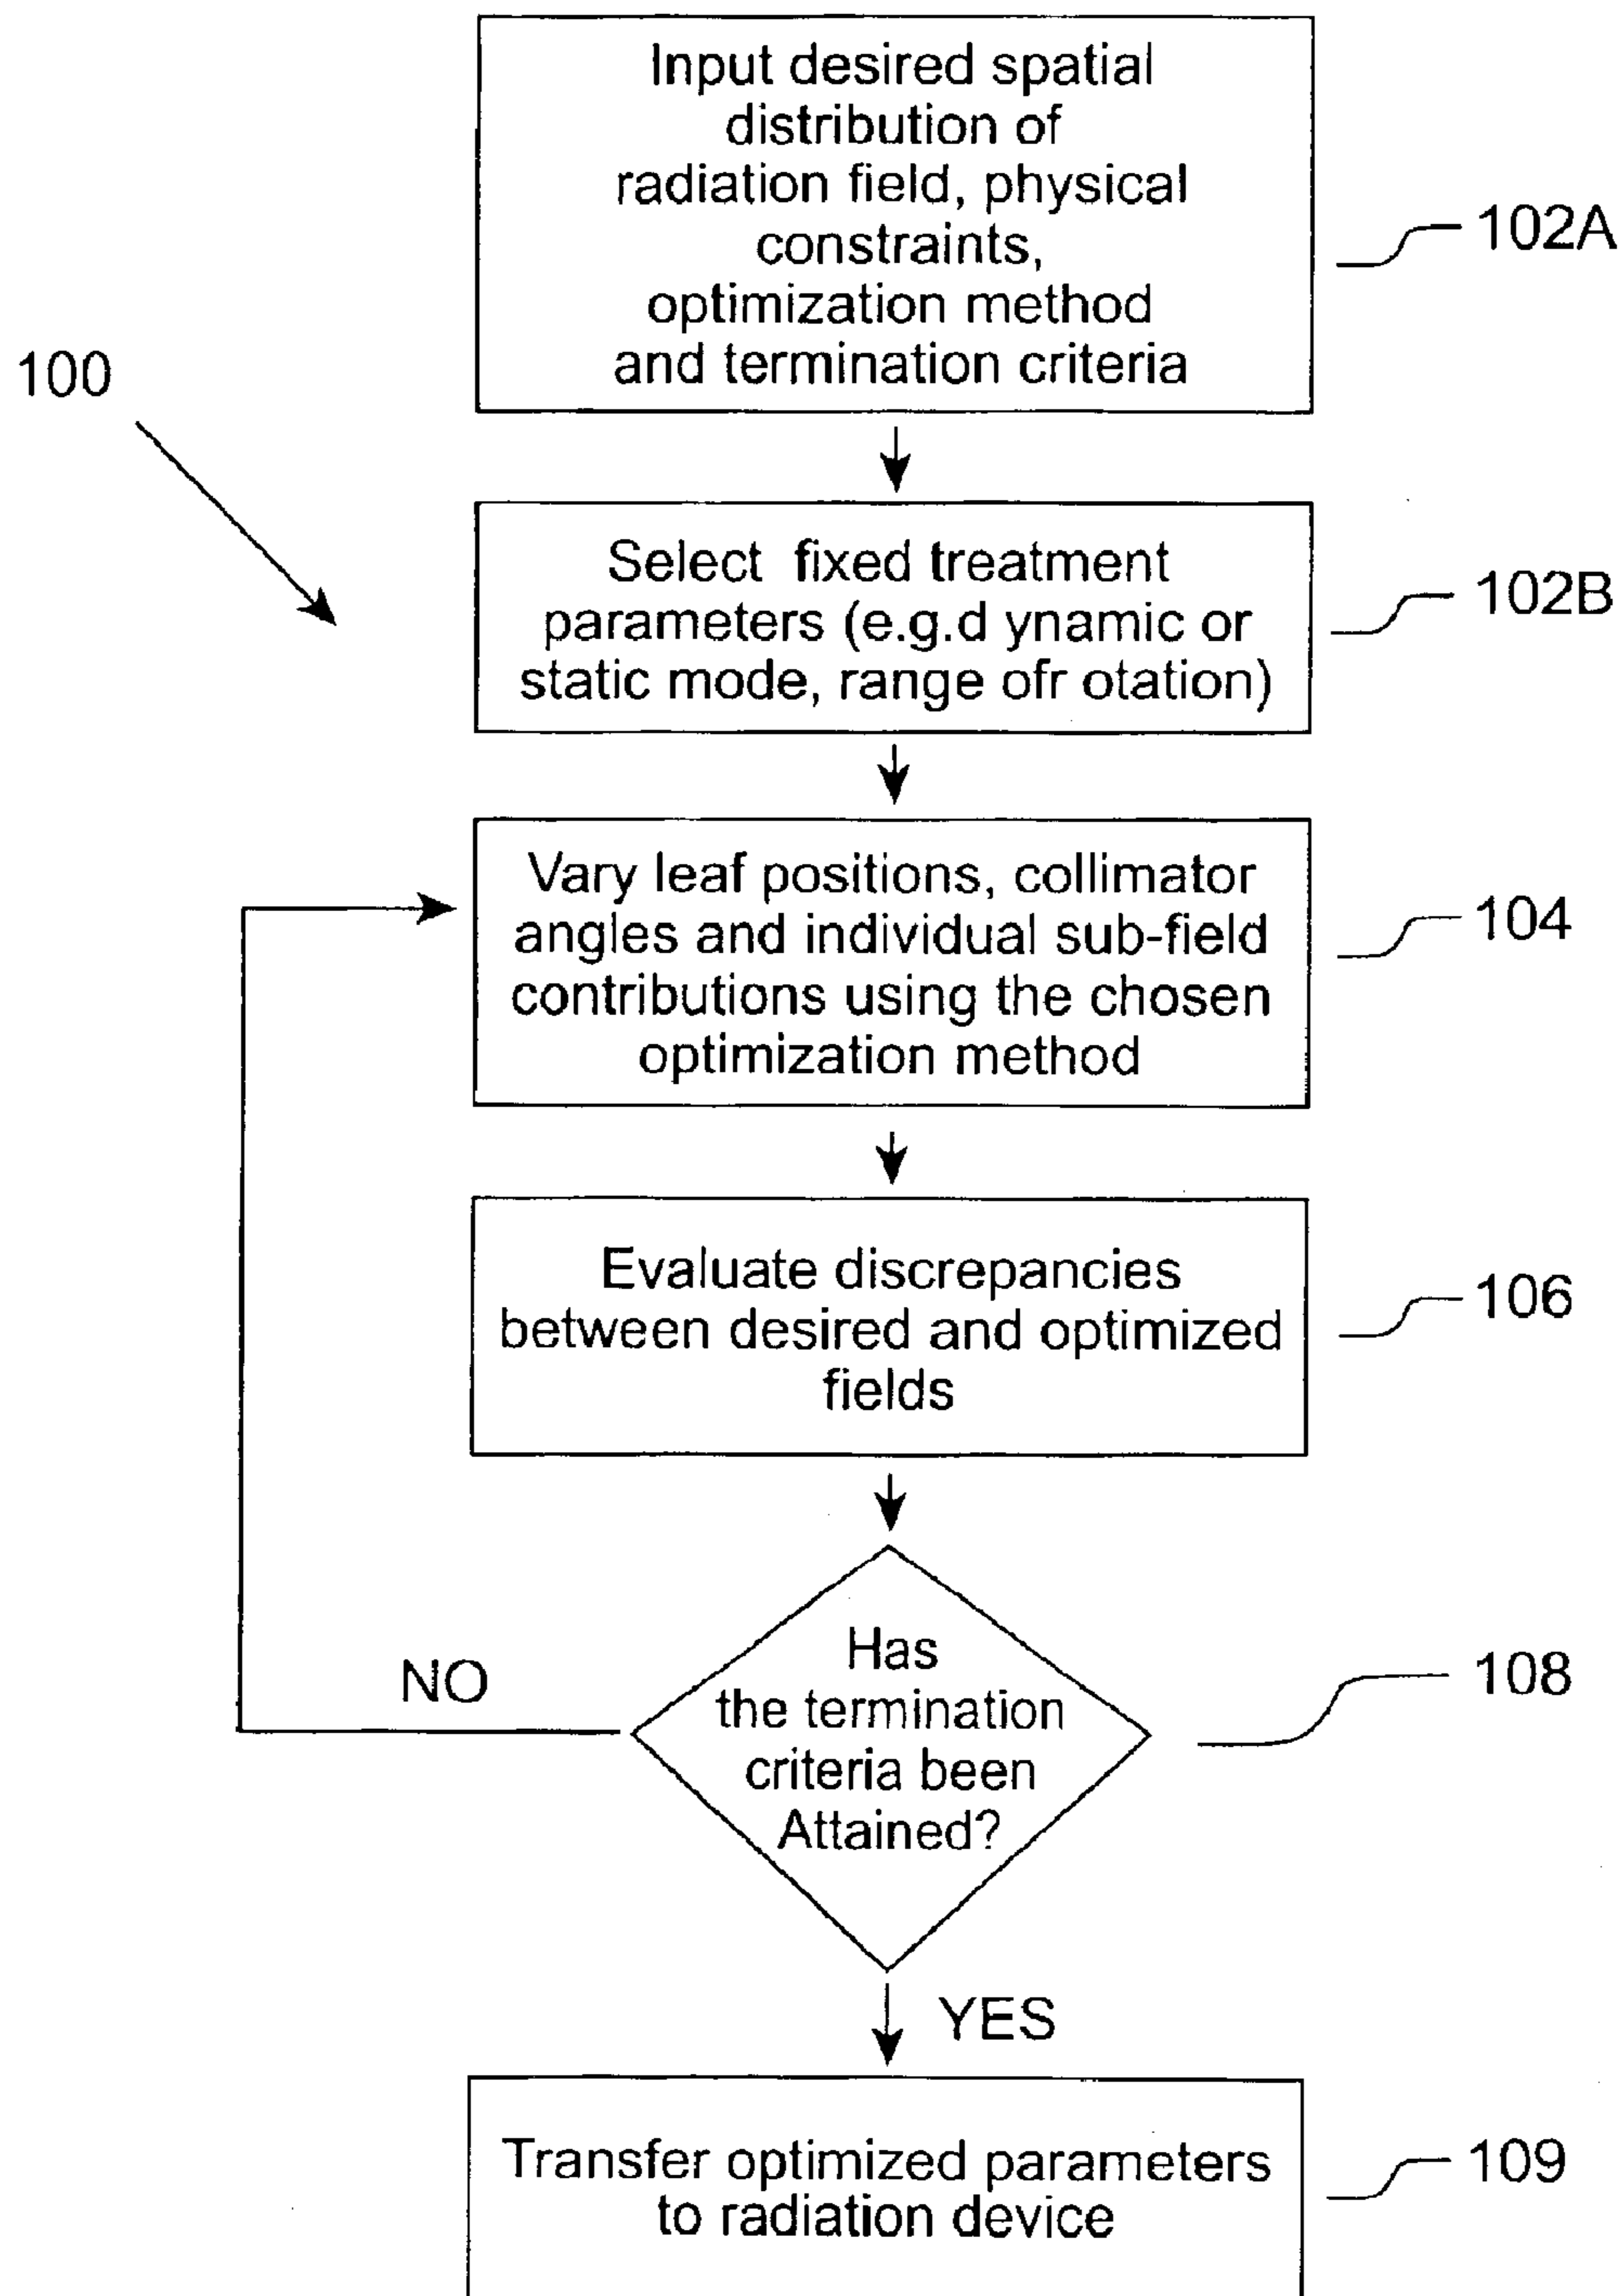 Input desired spatial
distribution of
radiation field, physical
constraints,
optimization method
and termination criteria
102A
100
Select fixed treatment
parameters (e.g.d ynamic or
static mode, range ofr otation)
102B
Vary leaf positions, collimator
angles and individual sub-field
contributions using the chosen
optimization method
104
Evaluate discrepancies
between desired and optimized
fields
106
Has
the termination
criteria been
Attained?
108
NO
YES
Transfer optimized parameters
to radiation device
109